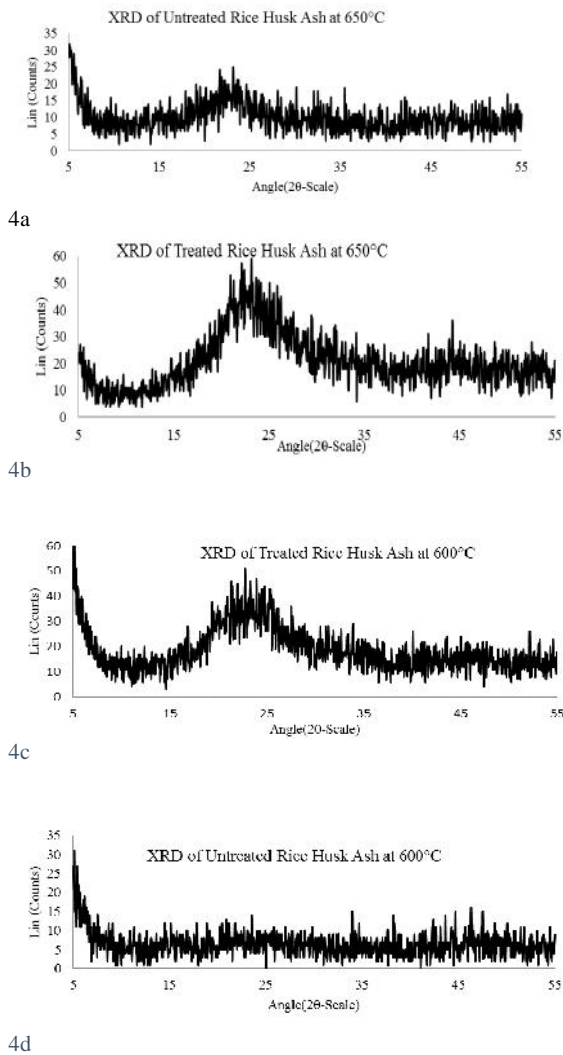 XRD of Untreated Rice Husk Ash at 650°C
35
30
25
20
15
10
5
0
Lin (Counts)
5 15 25 35 45 55
Angle(2θ-Scale)
4a
XRD of Treated Rice Husk Ash at 650°C
60
50
40
30
20
10
0
Lin (Counts)
5 15 25 35 45 55
Angle(2θ-Scale)
4b
XRD of Treated Rice Husk Ash at 600°C
60
50
40
30
20
10
0
Lin (Counts)
5 15 25 35 45 55
Angle(2θ-Scale)
4c
XRD of Untreated Rice Husk Ash at 600°C
35
30
25
20
15
10
5
0
Lin (Counts)
5 15 25 35 45 55
Angle(2θ-Scale)
4d